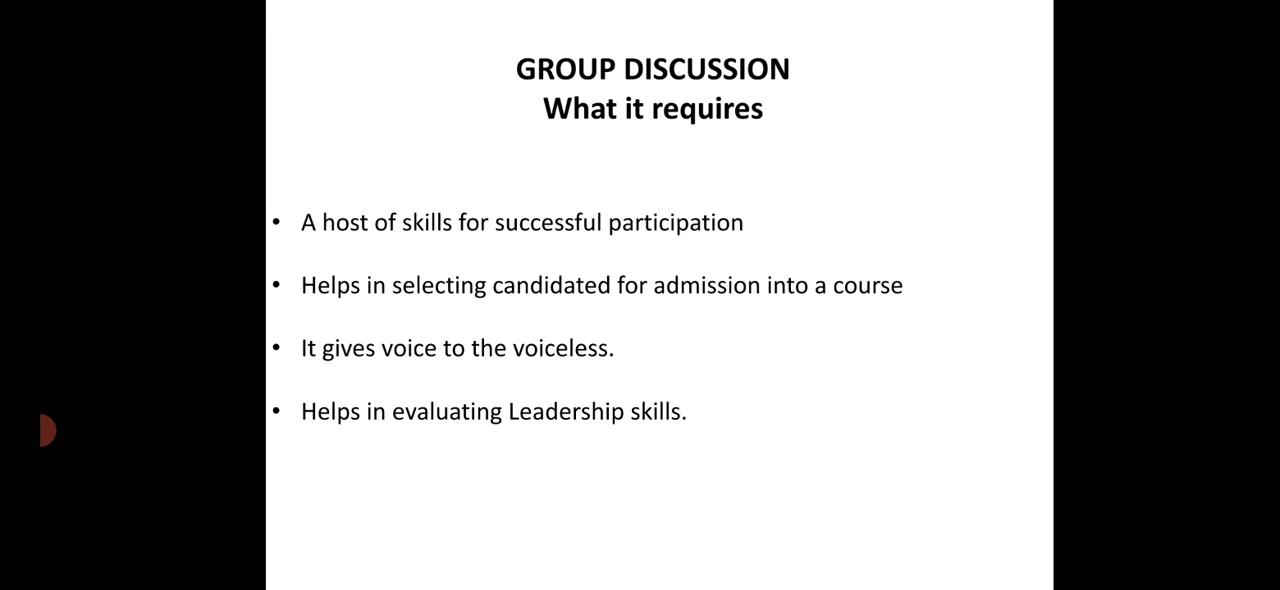 GROUP DISCUSSION
What it requires
• A host of skills for successful participation
• Helps in selecting candidated for admission into a course
• It gives voice to the voiceless.
• Helps in evaluating Leadership skills.